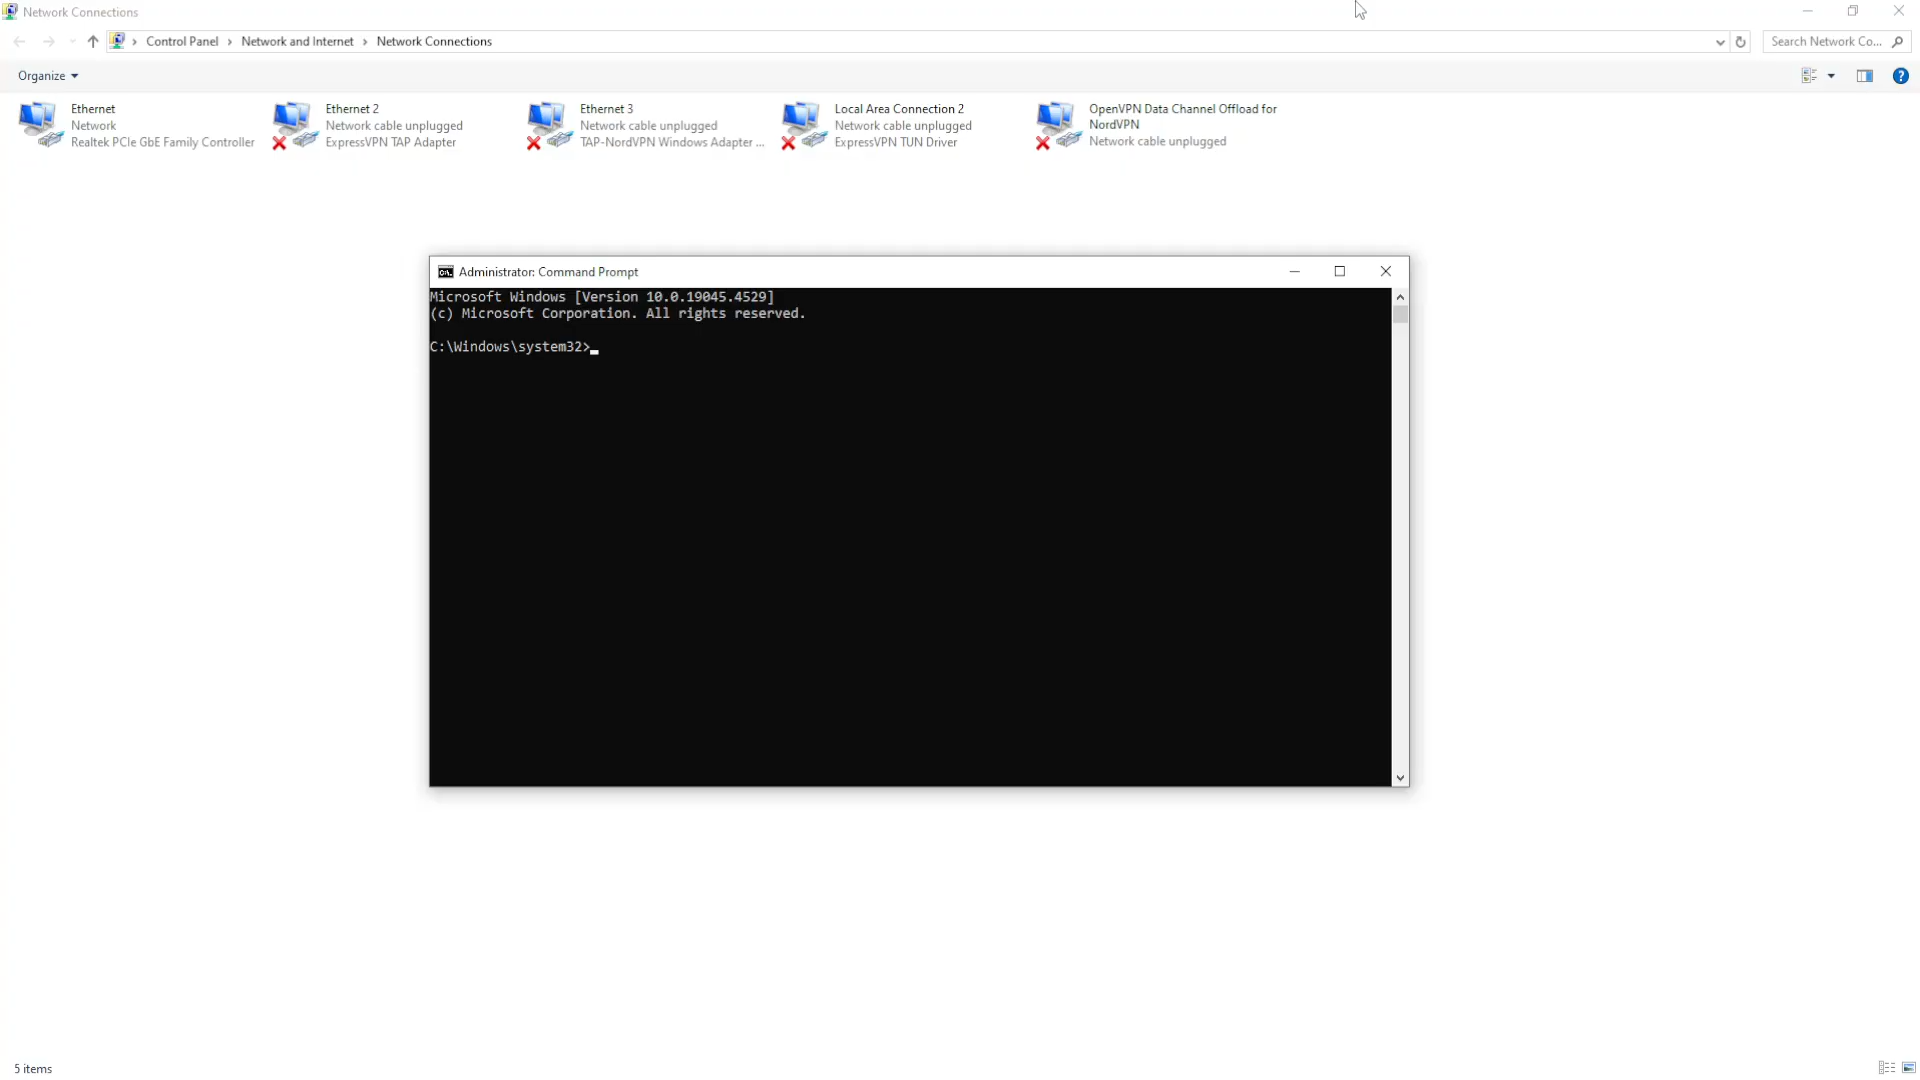 Network Connections
Control Panel › Network and Internet › Network Connections
Search Network Co...
Organize
Ethernet
Network
Realtek PCIe GbE Family Controller
Ethernet 2
Network cable unplugged
ExpressVPN TAP Adapter
Ethernet 3
Network cable unplugged
TAP-NordVPN Windows Adapter ...
Local Area Connection 2
Network cable unplugged
ExpressVPN TUN Driver
OpenVPN Data Channel Offload for
NordVPN
Network cable unplugged
Administrator: Command Prompt
Microsoft Windows [Version 10.0.19045.4529]
(c) Microsoft Corporation. All rights reserved.
C:\Windows\system32>
5 items